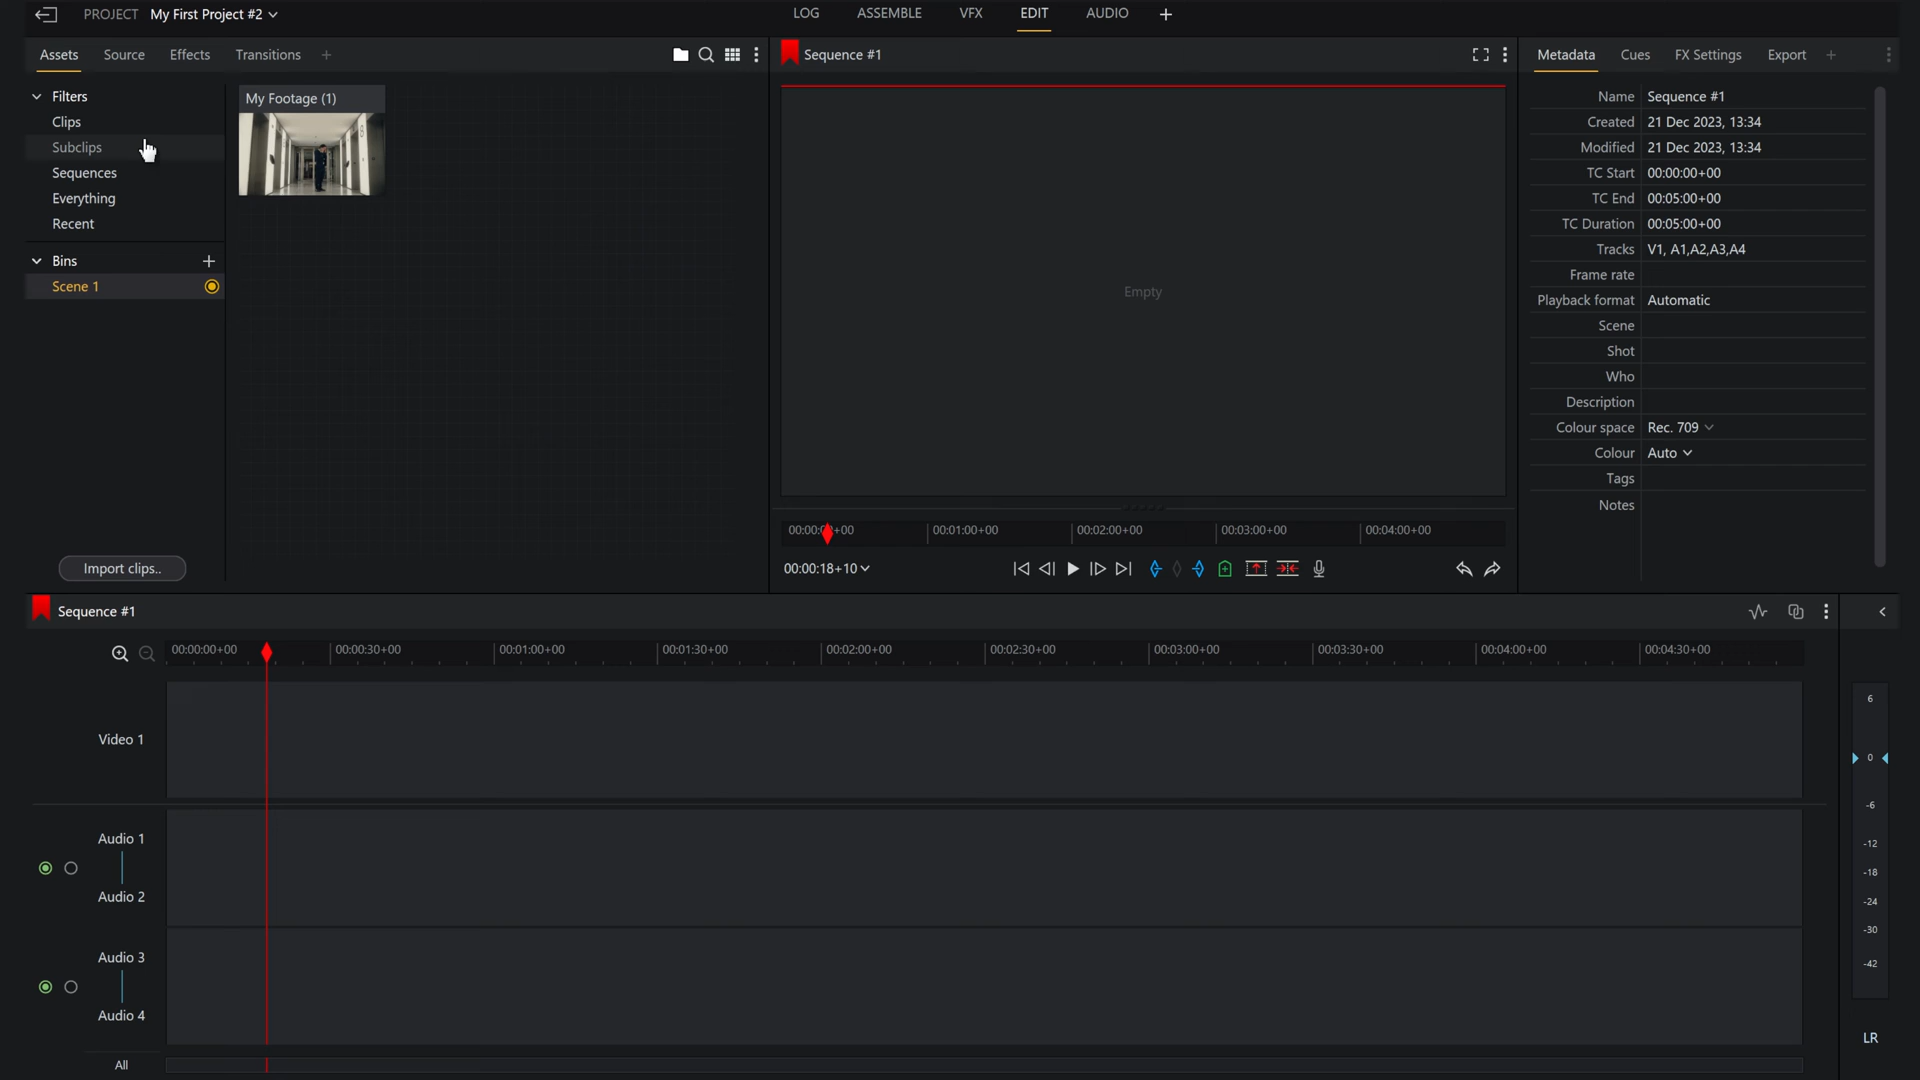 PROJECT My First Project #2
LOG ASSEMBLE VFX EDIT AUDIO +
Assets Source Effects Transitions +
Filters
Clips
Subclips
Sequences
Everything
Recent
Bins +
Scene 1
Import clips..
My Footage (1)
Sequence #1
Empty
00:00:00+00 00:01:00+00 00:02:00+00 00:03:00+00 00:04:00+00
00:00:18+10
Metadata Cues FX Settings Export +
Name Sequence #1
Created 21 Dec 2023, 13:34
Modified 21 Dec 2023, 13:34
TC Start 00:00:00+00
TC End 00:05:00+00
TC Duration 00:05:00+00
Tracks V1, A1,A2,A3,A4
Frame rate
Playback format Automatic
Scene
Shot
Who
Description
Colour space Rec. 709
Colour Auto
Tags
Notes
Sequence #1
00:00:00+00 00:00:30+00 00:01:00+00 00:01:30+00 00:02:00+00 00:02:30+00 00:03:00+00 00:03:30+00 00:04:00+00 00:04:30+00
Video 1
Audio 1
Audio 2
Audio 3
Audio 4
All
6
0
-6
-12
-18
-24
-30
-42
LR